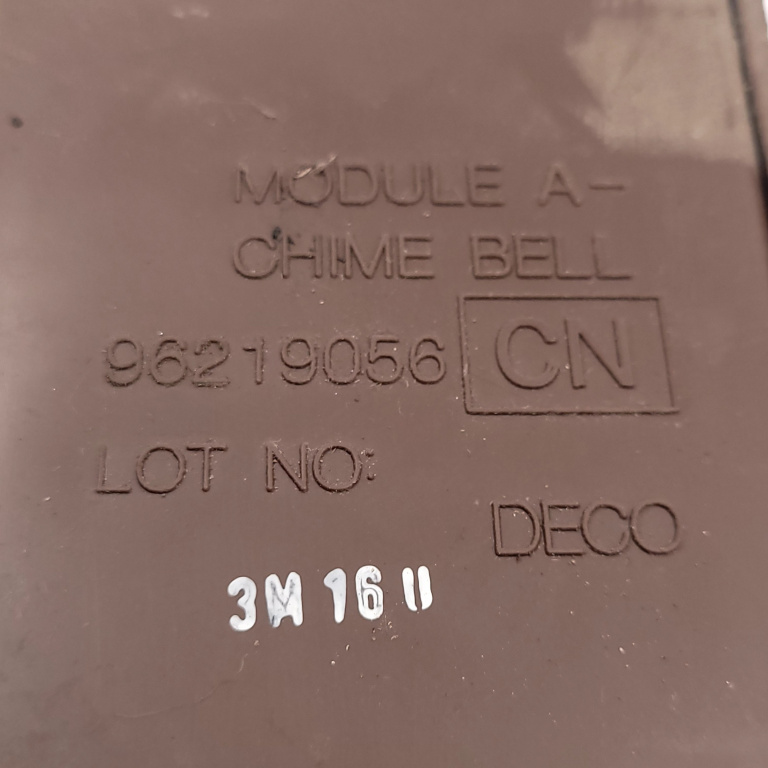 MODULE A-
CHIME BELL
96219056 CN
LOT NO:
DECO
3M 16 U